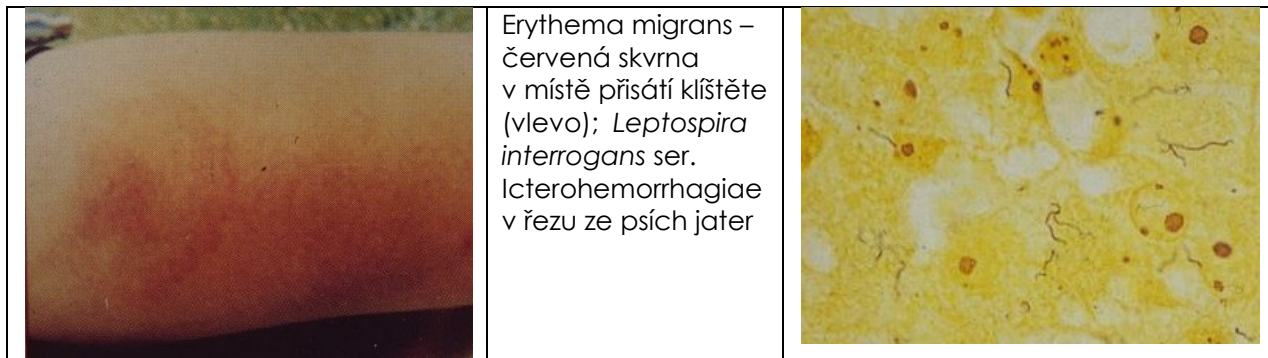 Erythema migrans –
červená skvrna
v místě přisátí klíštěte
(vlevo); Leptospira
interrogans ser.
Icterohemorrhagiae
v řezu ze psích jater